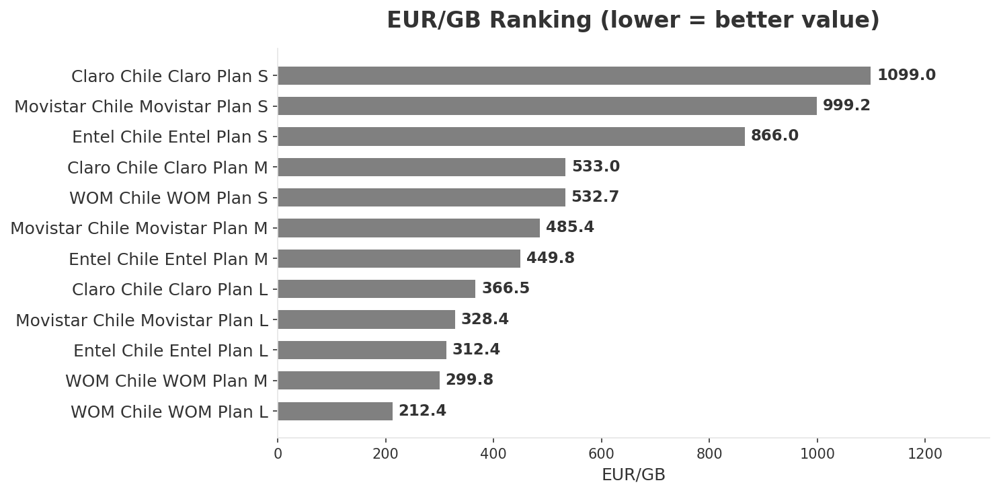 EUR/GB Ranking (lower = better value)
Claro Chile Claro Plan S 1099.0
Movistar Chile Movistar Plan S 999.2
Entel Chile Entel Plan S 866.0
Claro Chile Claro Plan M 533.0
WOM Chile WOM Plan S 532.7
Movistar Chile Movistar Plan M 485.4
Entel Chile Entel Plan M 449.8
Claro Chile Claro Plan L 366.5
Movistar Chile Movistar Plan L 328.4
Entel Chile Entel Plan L 312.4
WOM Chile WOM Plan M 299.8
WOM Chile WOM Plan L 212.4
0 200 400 600 800 1000 1200
EUR/GB